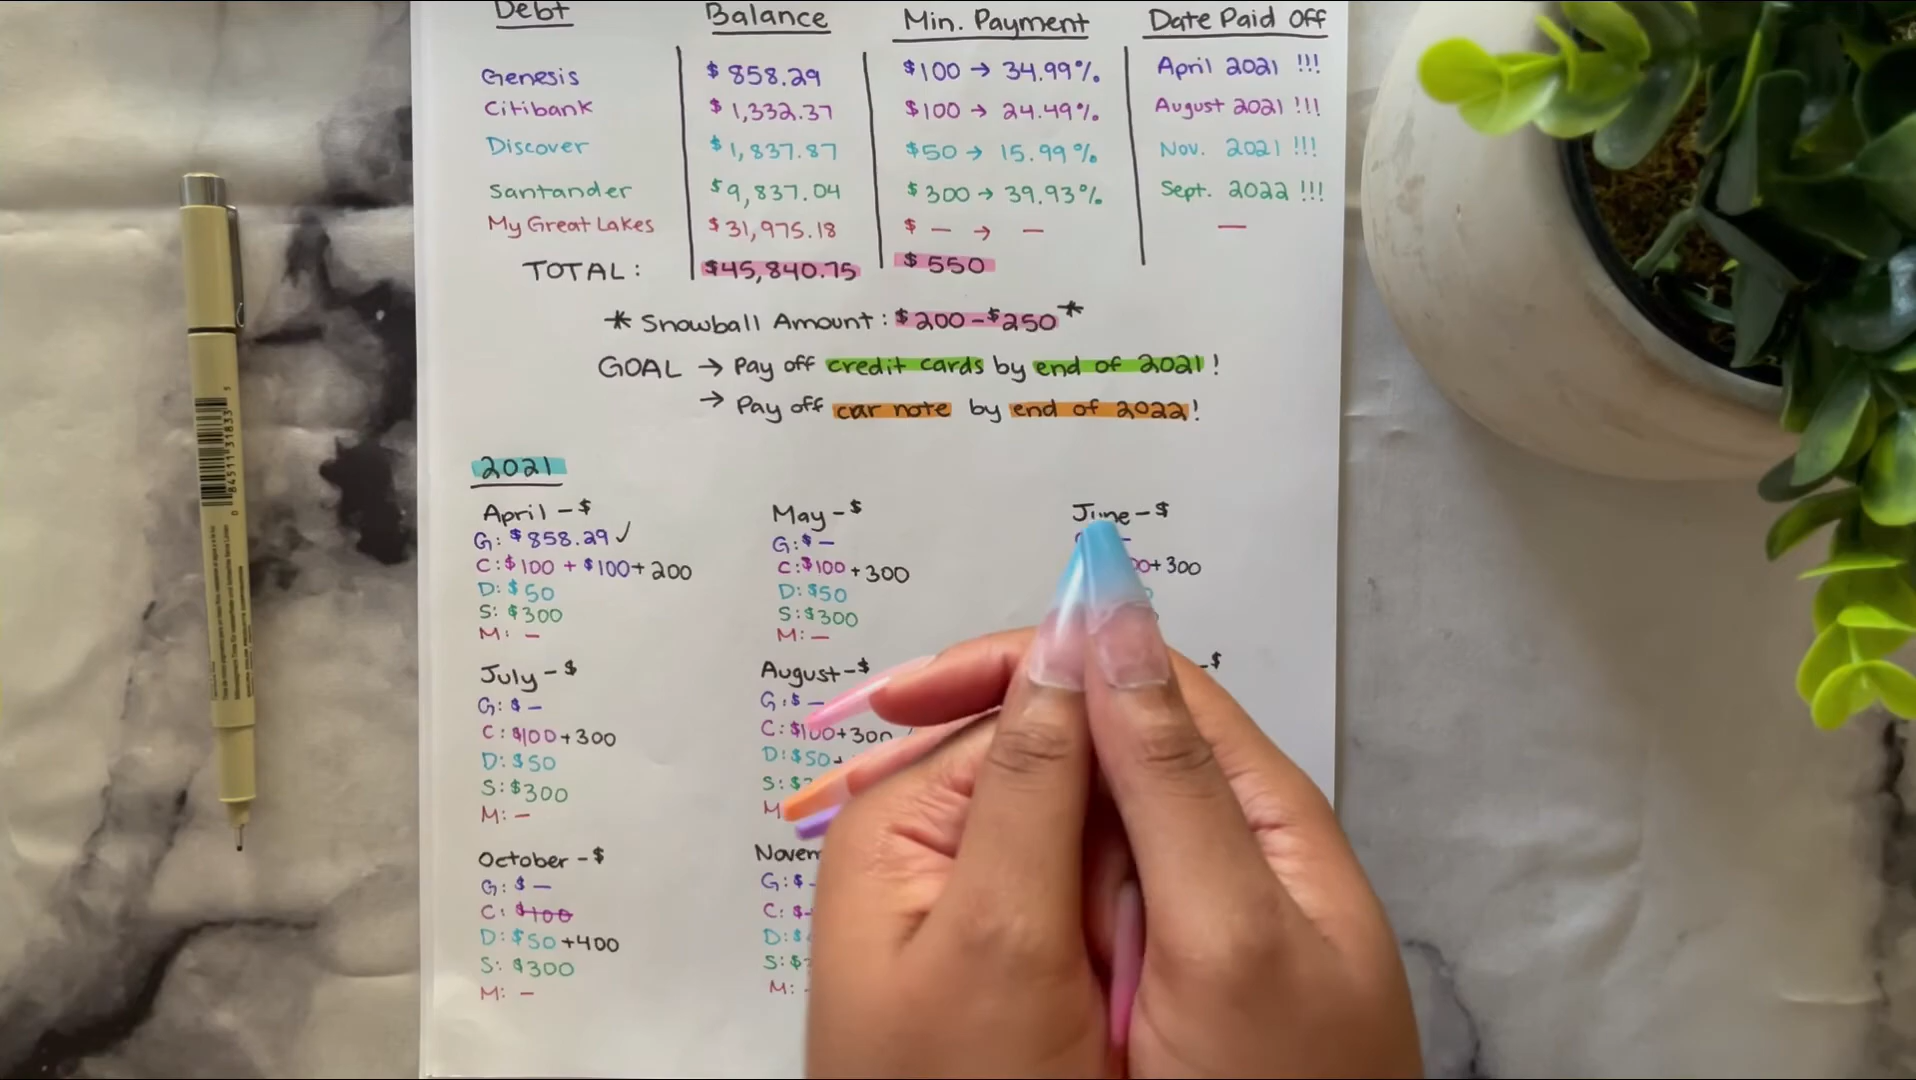 Debt Balance Min. Payment Date Paid Off
Genesis $858.29 $100 → 34.99% April 2021 !!!
Citibank $1,332.37 $100 → 24.49% August 2021 !!!
Discover $1,837.87 $50 → 15.99% Nov. 2021 !!!
Santander $9,837.04 $300 → 39.93% Sept. 2022 !!!
My Great Lakes $31,975.18 $ — → — —
TOTAL: $45,840.75 $550
* Snowball Amount: $200-$250 *
GOAL → Pay off credit cards by end of 2021!
→ Pay off car note by end of 2022!
2021
April - $
G: $858.29 ✓
C: $100 + $100 + 200
D: $50
S: $300
M: -
May - $
G: $ —
C: $100 + 300
D: $50
S: $300
M: —
June - $
+ 300
July - $
G: $ —
C: $100 + 300
D: $50
S: $300
M: —
August - $
G: $ —
C: $100 + 300
D: $50 +
S: $
M
- $
October - $
G: $ —
C: $100
D: $50 + 400
S: $300
M: -
Novem
G: $
C: $
D: $
S: $
M:
084511318335